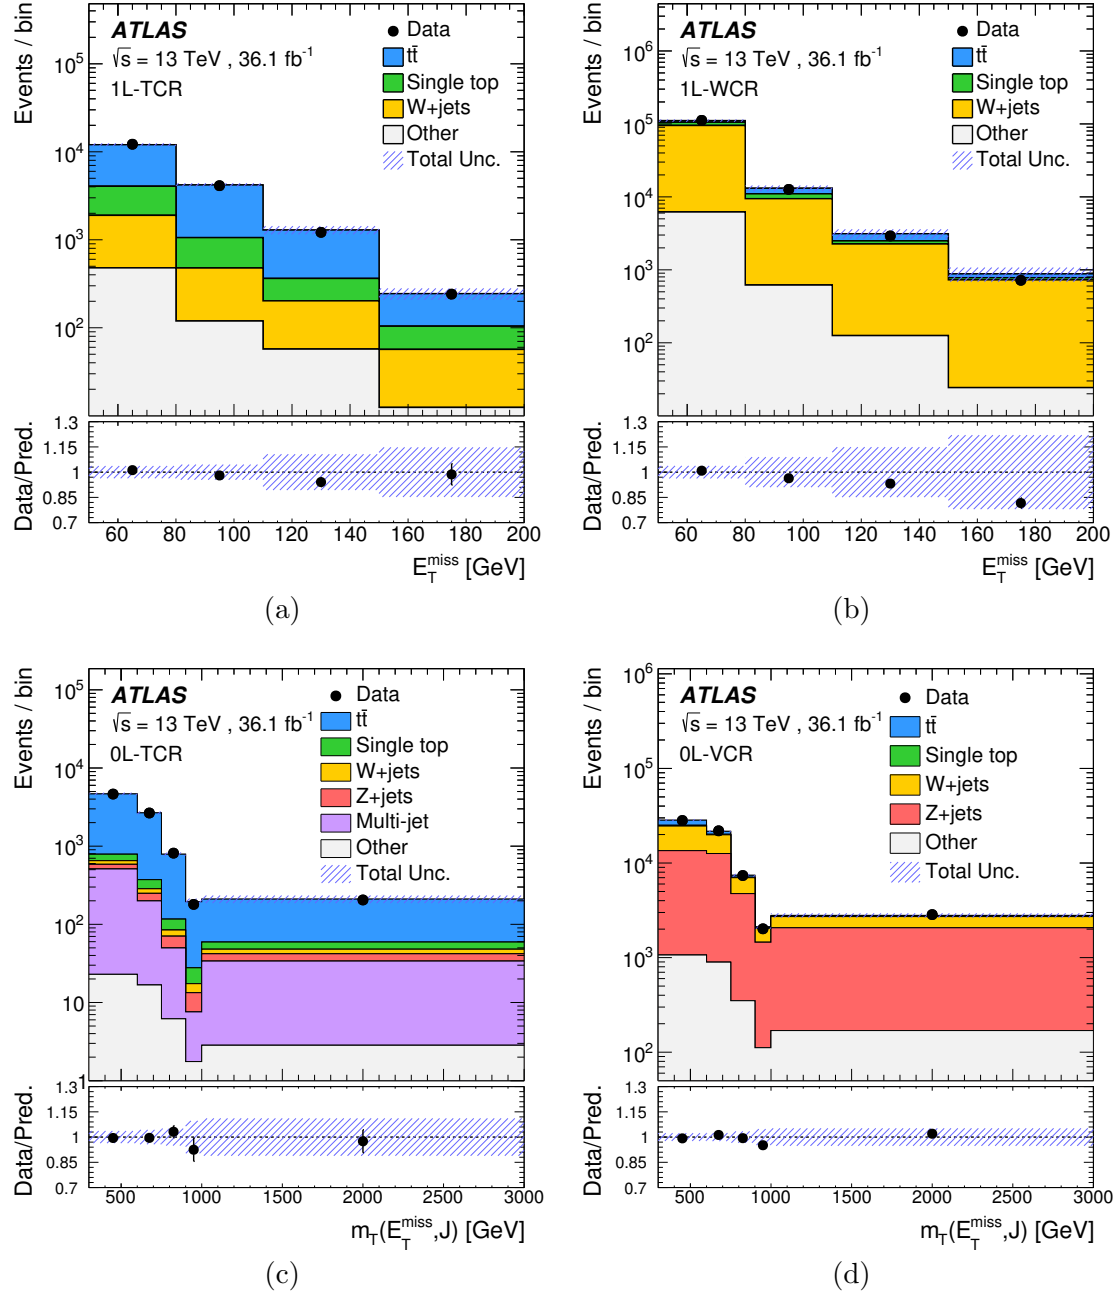 Events / bin
10⁵
10⁴
10³
10²
ATLAS
√s = 13 TeV , 36.1 fb⁻¹
1L-TCR
Data
tt̄
Single top
W+jets
Other
Total Unc.
Data/Pred.
1.3
1.15
1
0.85
0.7
60 80 100 120 140 160 180 200
E_T^miss [GeV]
(a)
Events / bin
10⁶
10⁵
10⁴
10³
10²
ATLAS
√s = 13 TeV , 36.1 fb⁻¹
1L-WCR
Data
tt̄
Single top
W+jets
Other
Total Unc.
Data/Pred.
1.3
1.15
1
0.85
0.7
60 80 100 120 140 160 180 200
E_T^miss [GeV]
(b)
Events / bin
10⁵
10⁴
10³
10²
10
1
ATLAS
√s = 13 TeV , 36.1 fb⁻¹
0L-TCR
Data
tt̄
Single top
W+jets
Z+jets
Multi-jet
Other
Total Unc.
Data/Pred.
1.3
1.15
1
0.85
0.7
500 1000 1500 2000 2500 3000
m_T(E_T^miss,J) [GeV]
(c)
Events / bin
10⁶
10⁵
10⁴
10³
10²
ATLAS
√s = 13 TeV , 36.1 fb⁻¹
0L-VCR
Data
tt̄
Single top
W+jets
Z+jets
Other
Total Unc.
Data/Pred.
1.3
1.15
1
0.85
0.7
500 1000 1500 2000 2500 3000
m_T(E_T^miss,J) [GeV]
(d)